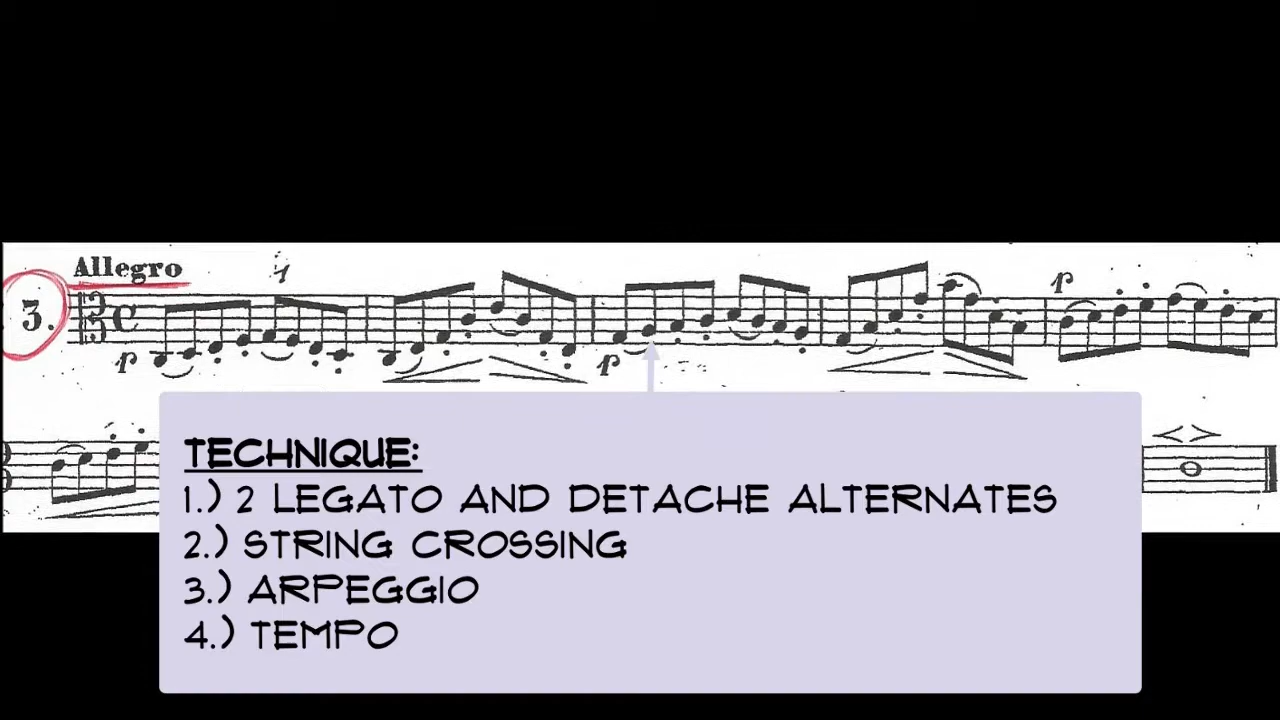 Allegro
3.
p
p
p
TECHNIQUE:
1.) 2 LEGATO AND DETACHE ALTERNATES
2.) STRING CROSSING
3.) ARPEGGIO
4.) TEMPO